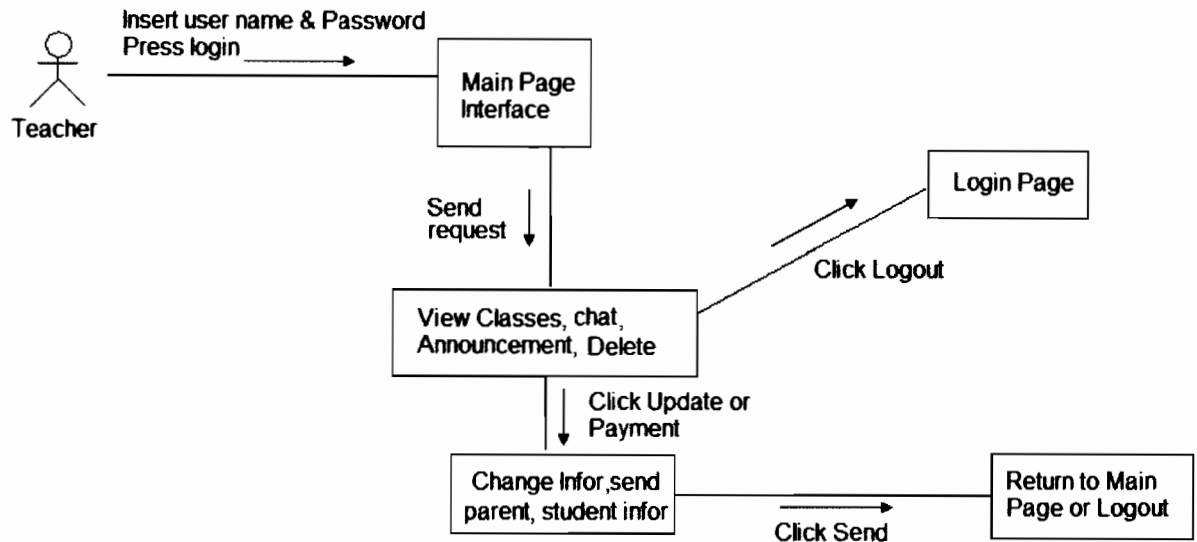 Insert user name & Password
Press login
Teacher
Main Page
Interface
Send
request
Login Page
Click Logout
View Classes, chat,
Announcement, Delete
Click Update or
Payment
Change Infor,send
parent, student infor
Click Send
Return to Main
Page or Logout